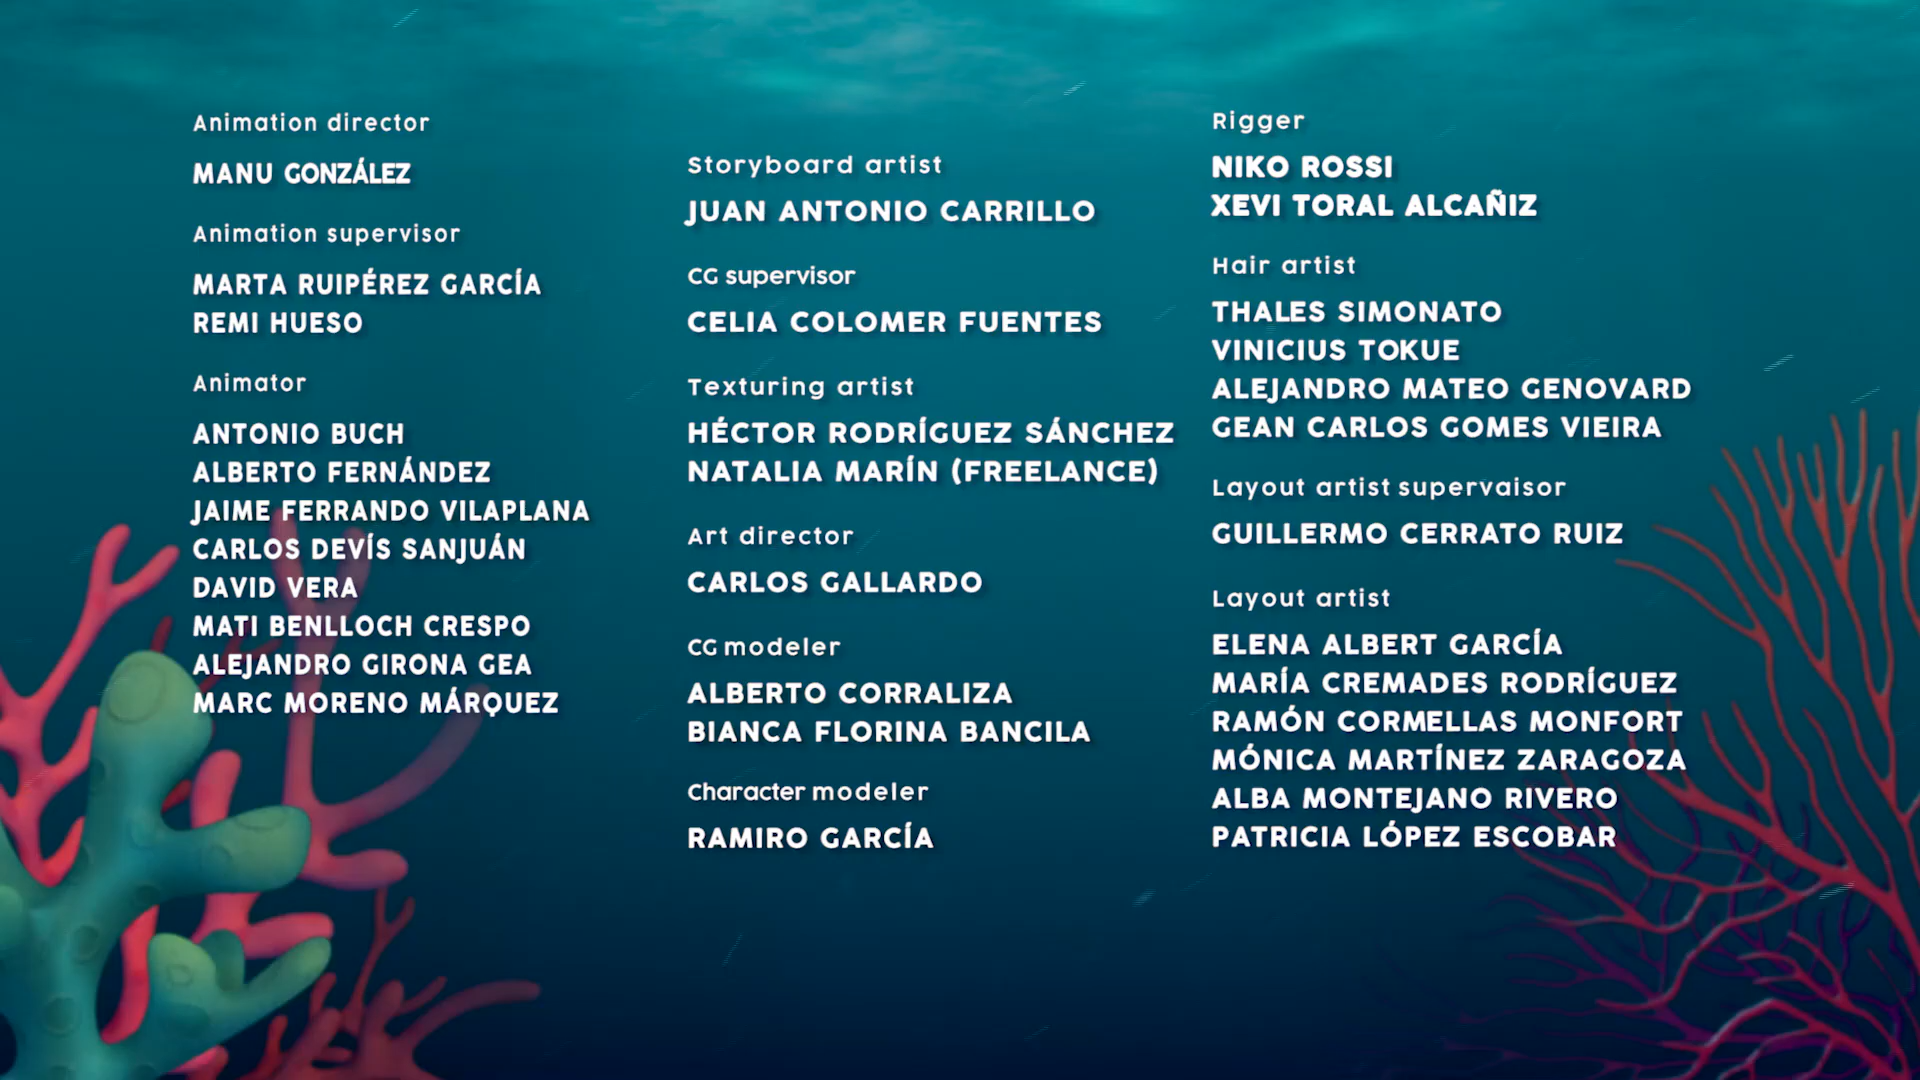 Animation director
MANU GONZÁLEZ
Animation supervisor
MARTA RUIPÉREZ GARCÍA
REMI HUESO
Animator
ANTONIO BUCH
ALBERTO FERNÁNDEZ
JAIME FERRANDO VILAPLANA
CARLOS DEVÍS SANJUÁN
DAVID VERA
MATI BENLLOCH CRESPO
ALEJANDRO GIRONA GEA
MARC MORENO MÁRQUEZ
Storyboard artist
JUAN ANTONIO CARRILLO
CG supervisor
CELIA COLOMER FUENTES
Texturing artist
HÉCTOR RODRÍGUEZ SÁNCHEZ
NATALIA MARÍN (FREELANCE)
Art director
CARLOS GALLARDO
CG modeler
ALBERTO CORRALIZA
BIANCA FLORINA BANCILA
Character modeler
RAMIRO GARCÍA
Rigger
NIKO ROSSI
XEVI TORAL ALCAÑIZ
Hair artist
THALES SIMONATO
VINICIUS TOKUE
ALEJANDRO MATEO GENOVARD
GEAN CARLOS GOMES VIEIRA
Layout artist supervaisor
GUILLERMO CERRATO RUIZ
Layout artist
ELENA ALBERT GARCÍA
MARÍA CREMADES RODRÍGUEZ
RAMÓN CORMELLAS MONFORT
MÓNICA MARTÍNEZ ZARAGOZA
ALBA MONTEJANO RIVERO
PATRICIA LÓPEZ ESCOBAR